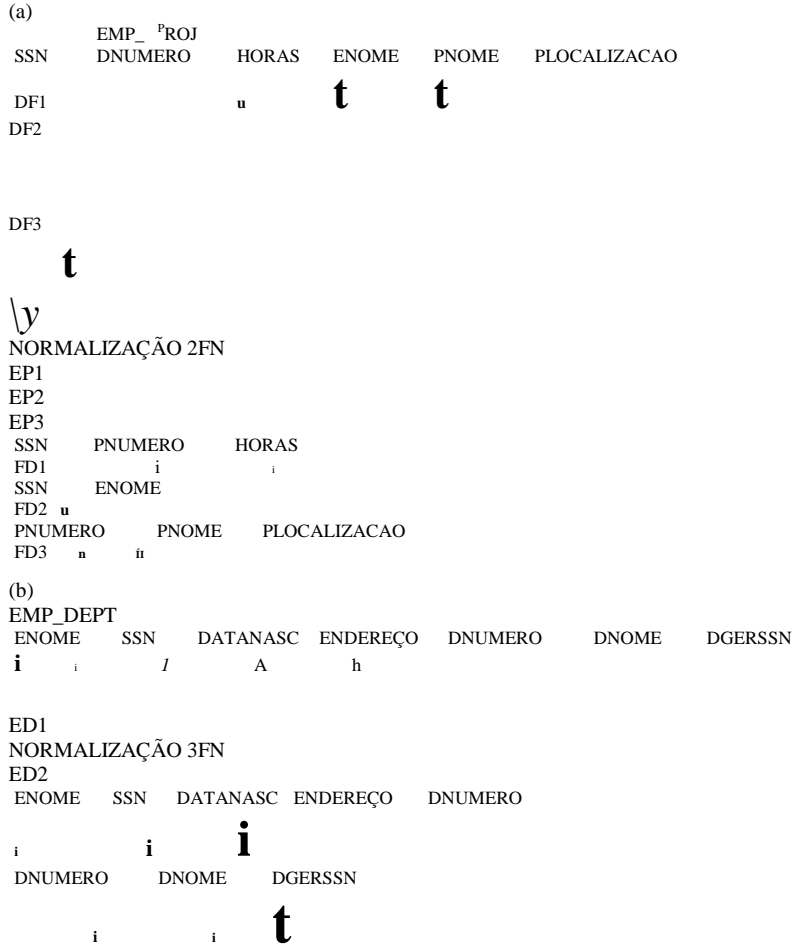 (a)
EMP_ PROJ
SSN DNUMERO HORAS ENOME PNOME PLOCALIZACAO
DF1 u t t
DF2
DF3
t
\y
NORMALIZAÇÃO 2FN
EP1
EP2
EP3
SSN PNUMERO HORAS
FD1 i i
SSN ENOME
FD2 u
PNUMERO PNOME PLOCALIZACAO
FD3 n íI
(b)
EMP_DEPT
ENOME SSN DATANASC ENDEREÇO DNUMERO DNOME DGERSSN
i i l A h
ED1
NORMALIZAÇÃO 3FN
ED2
ENOME SSN DATANASC ENDEREÇO DNUMERO
i i i
DNUMERO DNOME DGERSSN
i i t